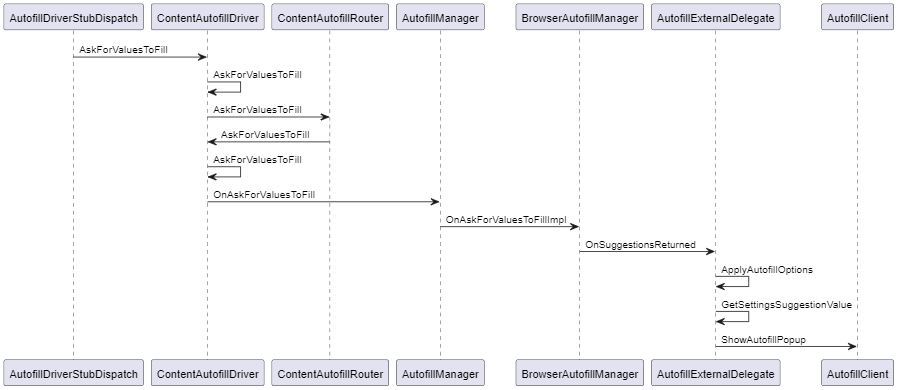 AutofillDriverStubDispatch ContentAutofillDriver ContentAutofillRouter AutofillManager BrowserAutofillManager AutofillExternalDelegate AutofillClient
AskForValuesToFill
AskForValuesToFill
AskForValuesToFill
AskForValuesToFill
AskForValuesToFill
OnAskForValuesToFill
OnAskForValuesToFillImpl
OnSuggestionsReturned
ApplyAutofillOptions
GetSettingsSuggestionValue
ShowAutofillPopup
AutofillDriverStubDispatch ContentAutofillDriver ContentAutofillRouter AutofillManager BrowserAutofillManager AutofillExternalDelegate AutofillClient